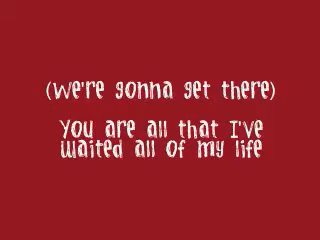 (We're gonna get there)
You are all that I've
waited all of my life